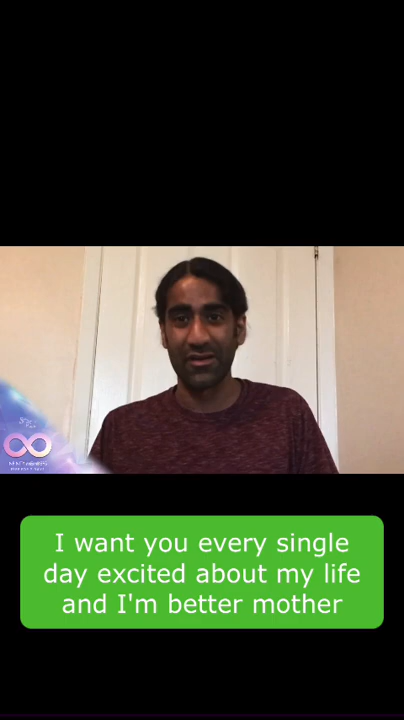 I want you every single
day excited about my life
and I'm better mother